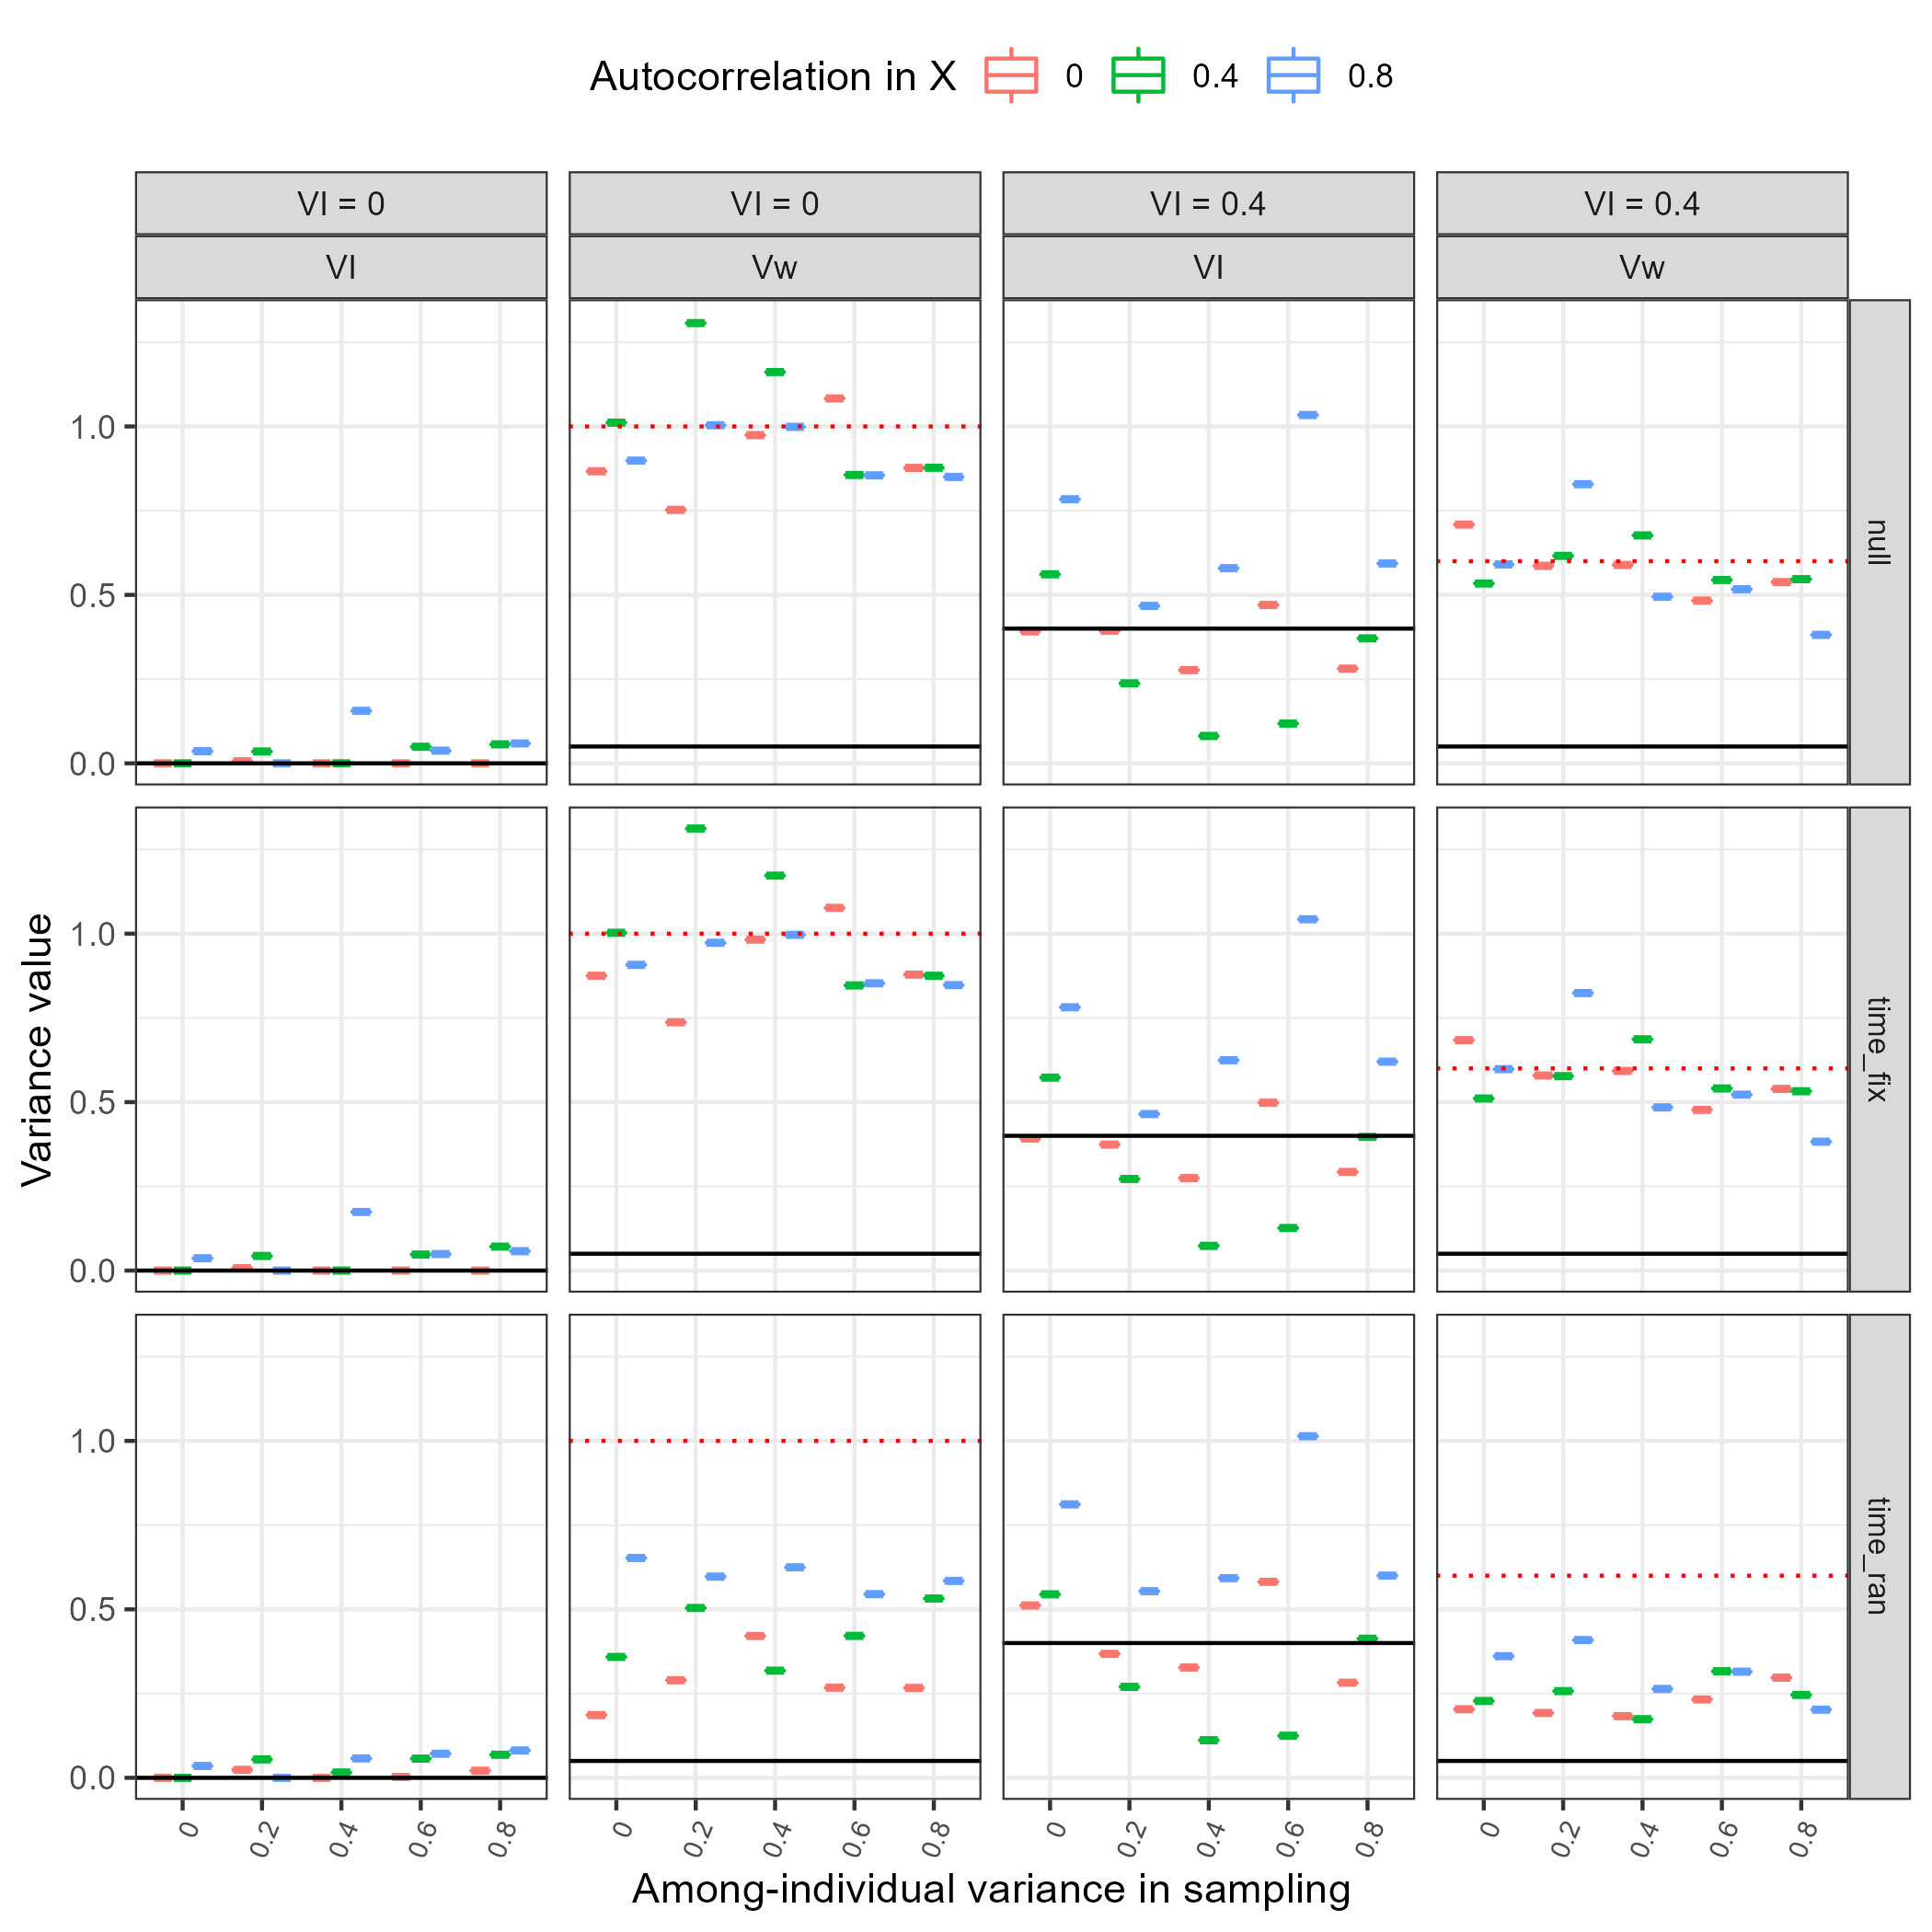 Autocorrelation in X 0 0.4 0.8
VI = 0 VI = 0 VI = 0.4 VI = 0.4
VI Vw VI Vw
1.0
0.5
0.0
null
1.0
0.5
0.0
time_fix
1.0
0.5
0.0
time_ran
Variance value
0 0.2 0.4 0.6 0.8 0 0.2 0.4 0.6 0.8 0 0.2 0.4 0.6 0.8 0 0.2 0.4 0.6 0.8
Among-individual variance in sampling